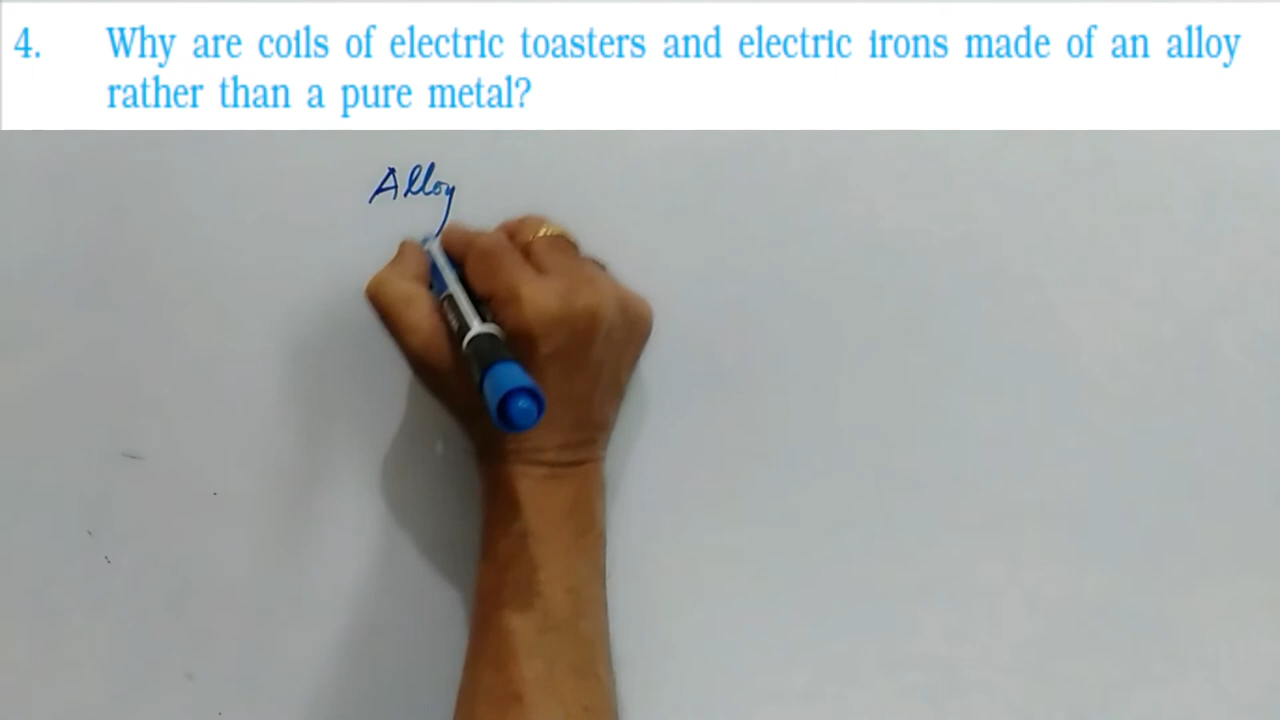 4. Why are coils of electric toasters and electric irons made of an alloy
rather than a pure metal?
Alloy